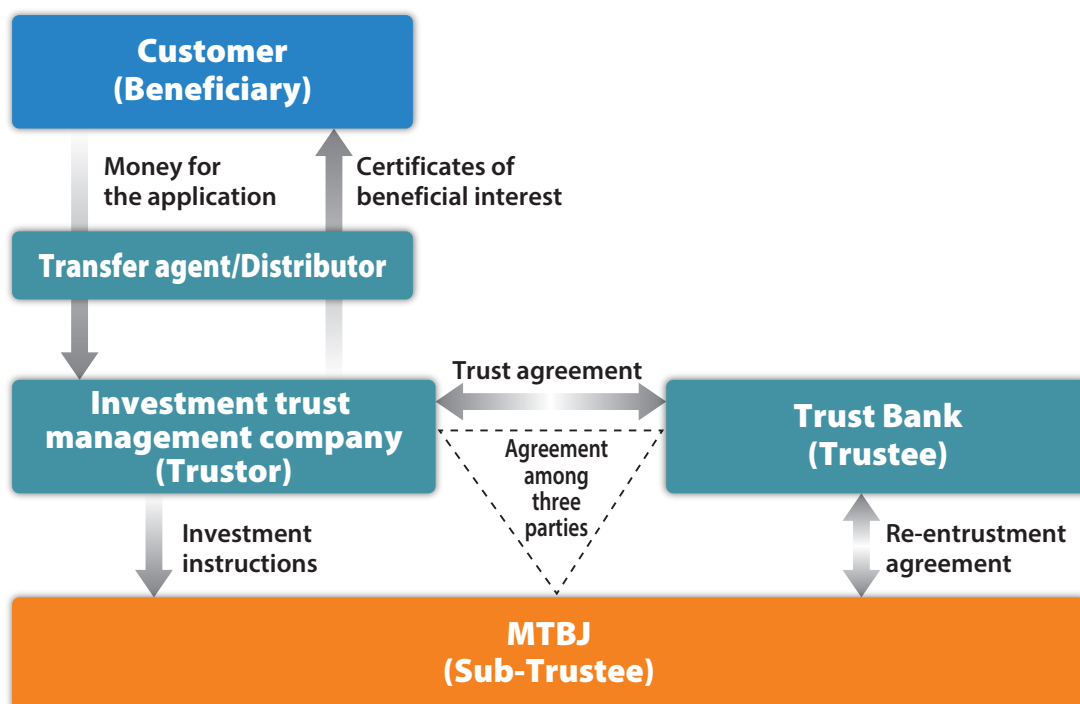 Customer
(Beneficiary)
Money for
the application
Certificates of
beneficial interest
Transfer agent/Distributor
Investment trust
management company
(Trustor)
Trust agreement
Agreement
among
three
parties
Trust Bank
(Trustee)
Investment
instructions
Re-entrustment
agreement
MTBJ
(Sub-Trustee)